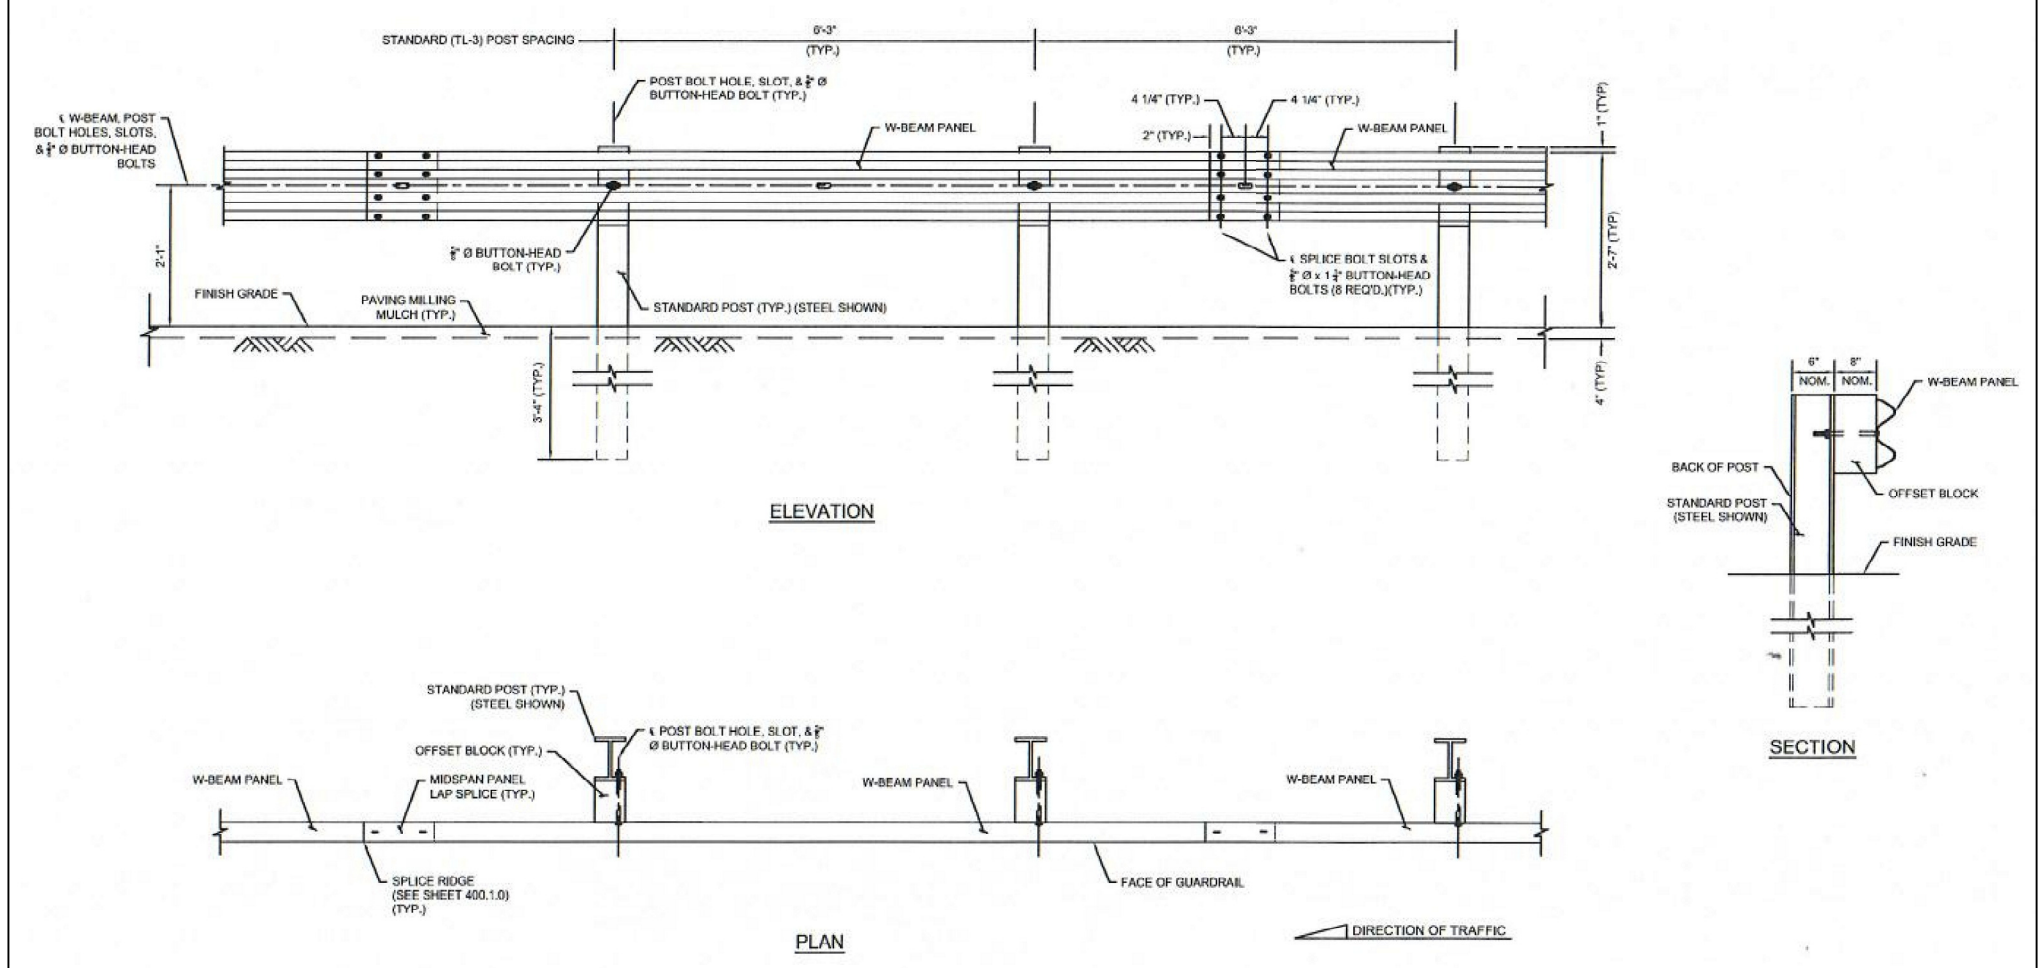 STANDARD (TL-3) POST SPACING
6'-3"
(TYP.)
6'-3"
(TYP.)
POST BOLT HOLE, SLOT, & 5/8" Ø
BUTTON-HEAD BOLT (TYP.)
℄ W-BEAM, POST
BOLT HOLES, SLOTS,
& 5/8" Ø BUTTON-HEAD
BOLTS
W-BEAM PANEL
4 1/4" (TYP.)
4 1/4" (TYP.)
2" (TYP.)
W-BEAM PANEL
1" (TYP)
2'-1"
5/8" Ø BUTTON-HEAD
BOLT (TYP.)
℄ SPLICE BOLT SLOTS &
5/8" Ø x 1 1/4" BUTTON-HEAD
BOLTS (8 REQ'D.)(TYP.)
2'-7" (TYP)
FINISH GRADE
PAVING MILLING
MULCH (TYP.)
STANDARD POST (TYP.) (STEEL SHOWN)
3'-4" (TYP.)
4" (TYP)
ELEVATION
6"
NOM.
8"
NOM.
W-BEAM PANEL
BACK OF POST
STANDARD POST
(STEEL SHOWN)
OFFSET BLOCK
FINISH GRADE
SECTION
STANDARD POST (TYP.)
(STEEL SHOWN)
℄ POST BOLT HOLE, SLOT, & 5/8"
Ø BUTTON-HEAD BOLT (TYP.)
OFFSET BLOCK (TYP.)
W-BEAM PANEL
MIDSPAN PANEL
LAP SPLICE (TYP.)
W-BEAM PANEL
W-BEAM PANEL
SPLICE RIDGE
(SEE SHEET 400.1.0)
(TYP.)
FACE OF GUARDRAIL
PLAN
DIRECTION OF TRAFFIC